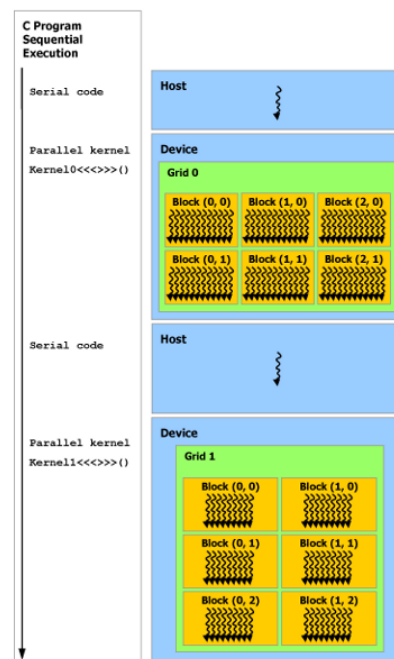 C Program
Sequential
Execution
Serial code
Host
Parallel kernel
Kernel0<<<>>>()
Device
Grid 0
Block (0, 0) Block (1, 0) Block (2, 0)
Block (0, 1) Block (1, 1) Block (2, 1)
Serial code
Host
Parallel kernel
Kernel1<<<>>>()
Device
Grid 1
Block (0, 0) Block (1, 0)
Block (0, 1) Block (1, 1)
Block (0, 2) Block (1, 2)